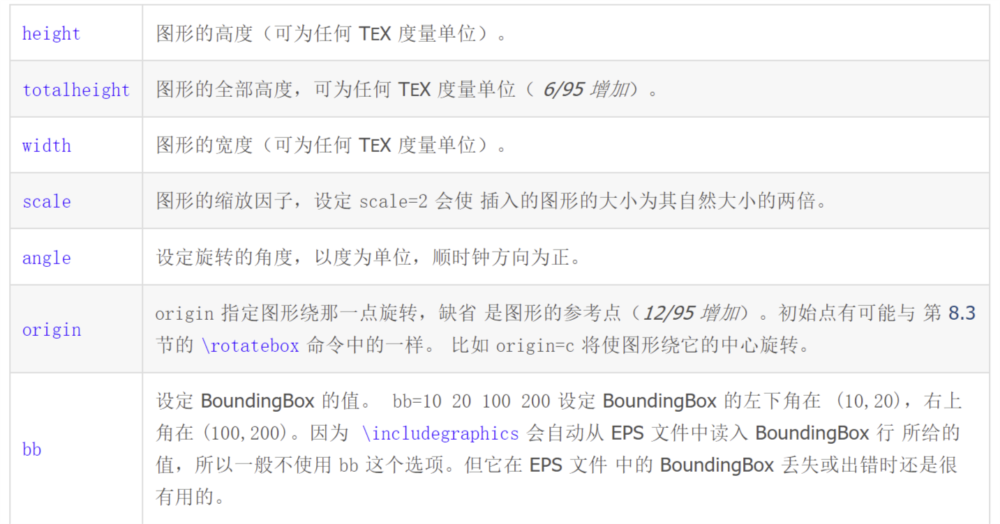 height 图形的高度（可为任何 TEX 度量单位）。
totalheight 图形的全部高度，可为任何 TEX 度量单位（ 6/95 增加）。
width 图形的宽度（可为任何 TEX 度量单位）。
scale 图形的缩放因子，设定 scale=2 会使 插入的图形的大小为其自然大小的两倍。
angle 设定旋转的角度，以度为单位，顺时钟方向为正。
origin 指定图形绕那一点旋转，缺省 是图形的参考点（12/95 增加）。初始点有可能与 第 8.3
origin
节的 \rotatebox 命令中的一样。 比如 origin=c 将使图形绕它的中心旋转。
设定 BoundingBox 的值。 bb=10 20 100 200 设定 BoundingBox 的左下角在 (10,20)，右上
角在 (100,200)。因为 \includegraphics 会自动从 EPS 文件中读入 BoundingBox 行 所给的
bb
值，所以一般不使用 bb 这个选项。但它在 EPS 文件 中的 BoundingBox 丢失或出错时还是很
有用的。